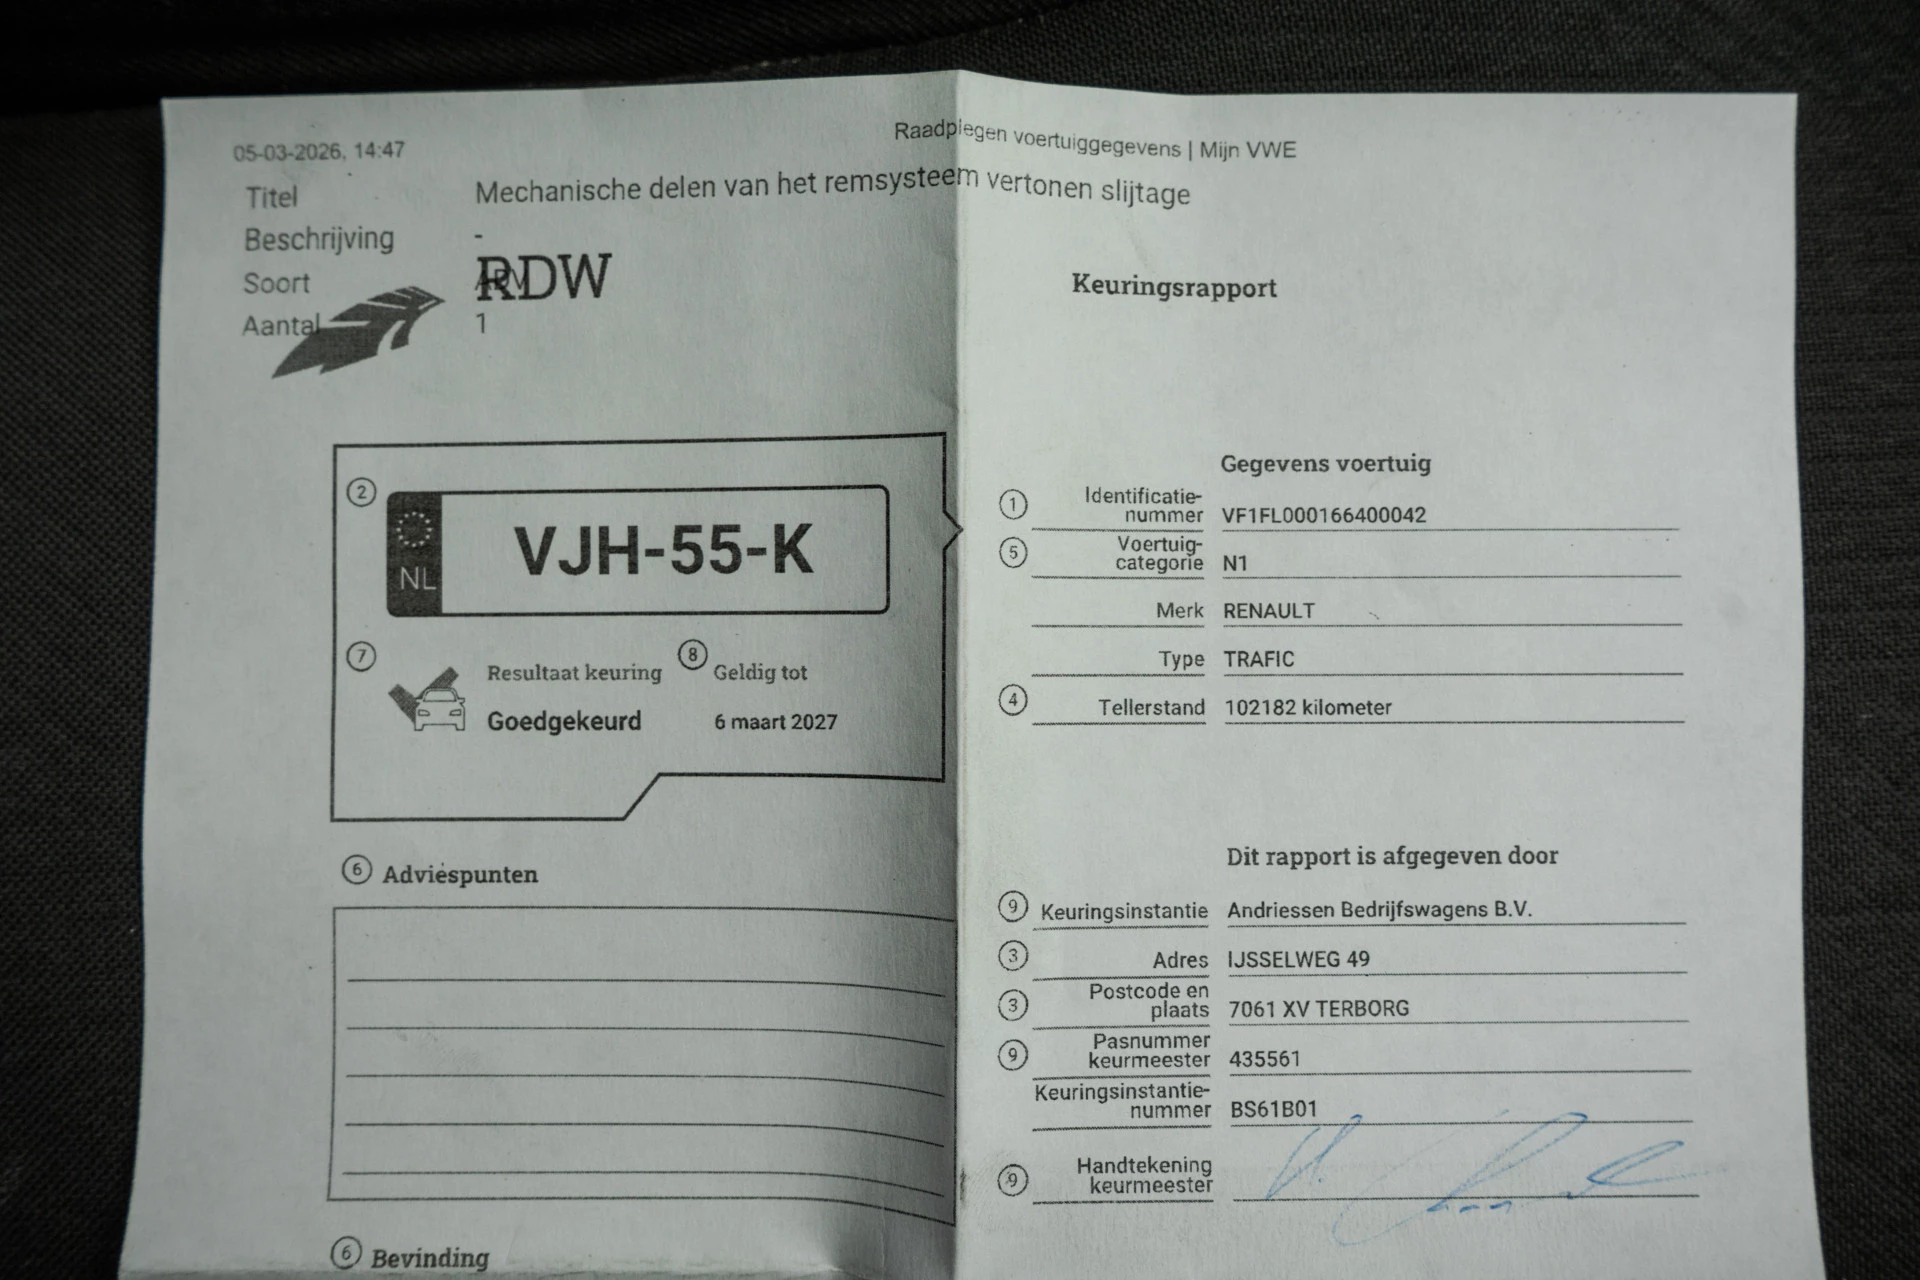 05-03-2026, 14:47
Raadplegen voertuiggegevens | Mijn VWE
Titel Mechanische delen van het remsysteem vertonen slijtage
Beschrijving -
Soort
RDW
Aantal 1
Keuringsrapport
2
NL
VJH-55-K
7 Resultaat keuring
Goedgekeurd
8 Geldig tot
6 maart 2027
6 Adviespunten
6 Bevinding
Gegevens voertuig
1 Identificatie-
nummer VF1FL000166400042
5 Voertuig-
categorie N1
Merk RENAULT
Type TRAFIC
4 Tellerstand 102182 kilometer
Dit rapport is afgegeven door
9 Keuringsinstantie Andriessen Bedrijfswagens B.V.
3 Adres IJSSELWEG 49
3 Postcode en
plaats 7061 XV TERBORG
9 Pasnummer
keurmeester 435561
Keuringsinstantie-
nummer BS61B01
9 Handtekening
keurmeester